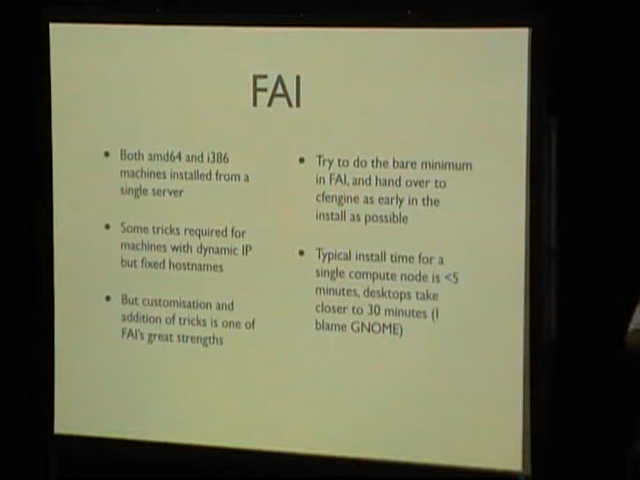 FAI
• Both amd64 and i386
machines installed from a
single server
• Some tricks required for
machines with dynamic IP
but fixed hostnames
• But customisation and
addition of tricks is one of
FAI's great strengths
• Try to do the bare minimum
in FAI, and hand over to
cfengine as early in the
install as possible
• Typical install time for a
single compute node is <5
minutes, desktops take
closer to 30 minutes (I
blame GNOME)